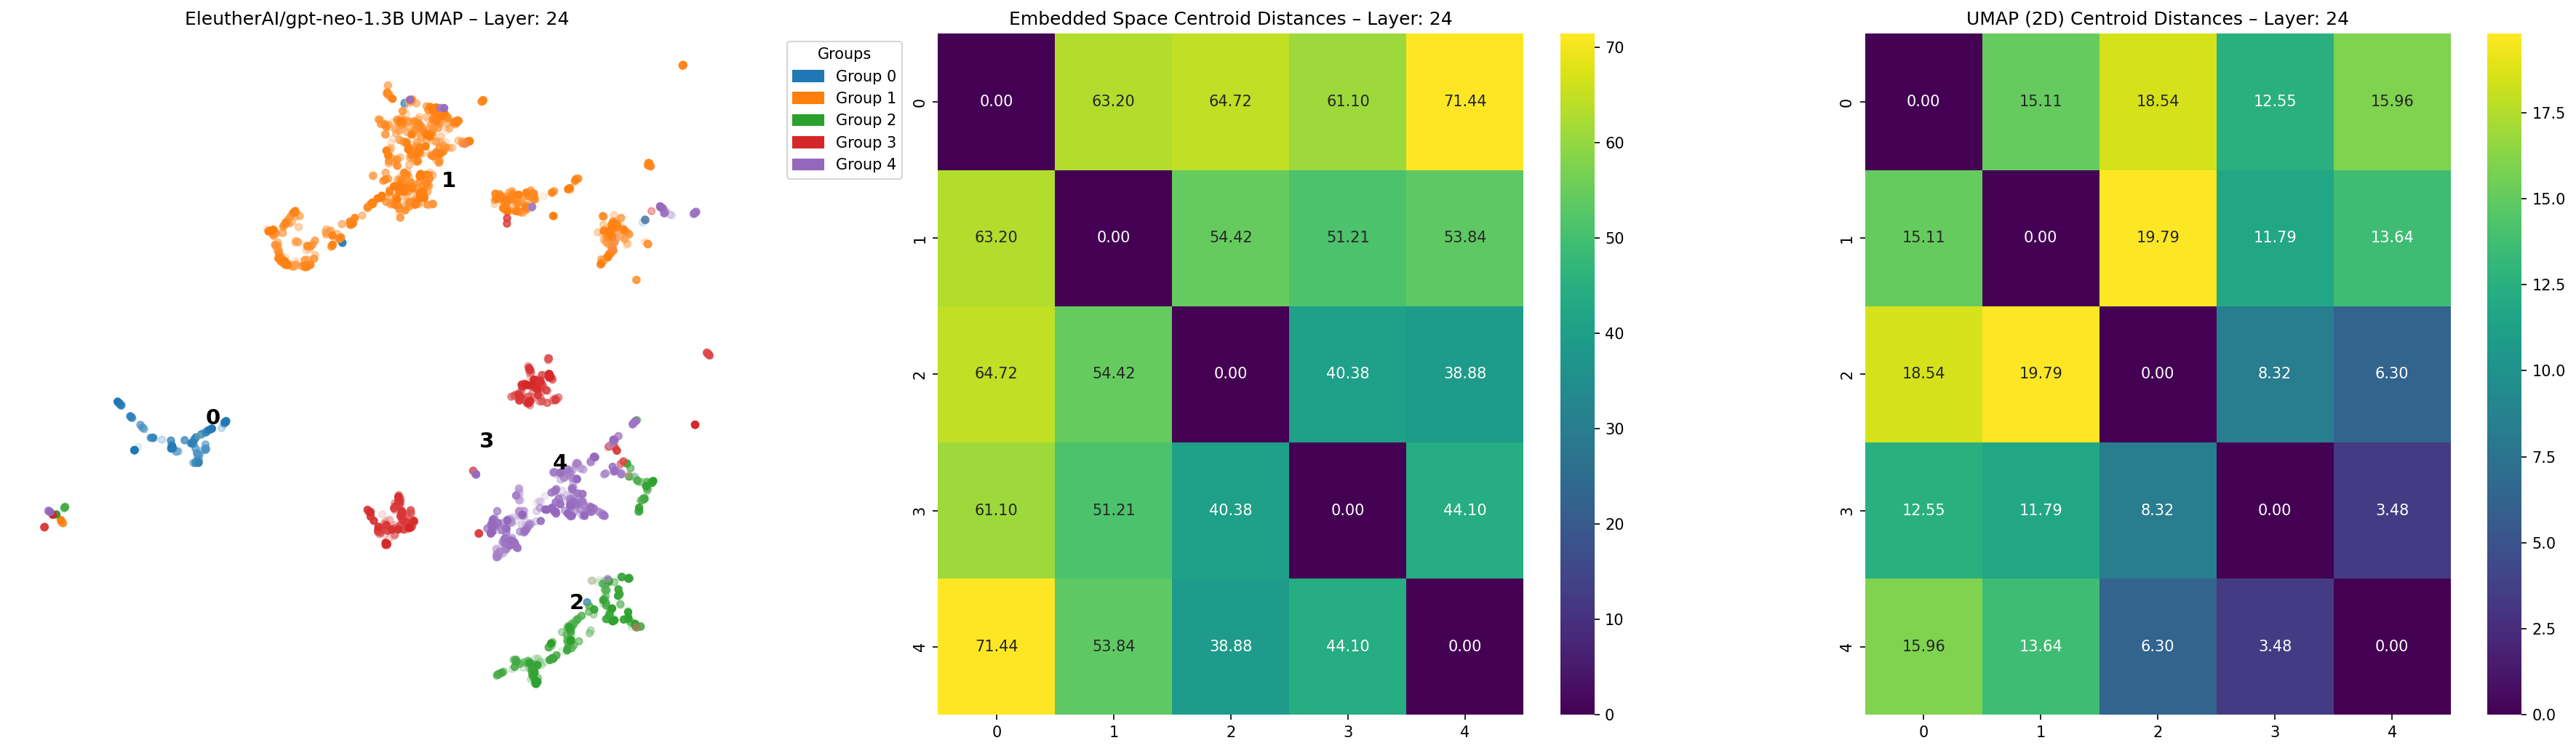 EleutherAI/gpt-neo-1.3B UMAP – Layer: 24
Groups
Group 0
Group 1
Group 2
Group 3
Group 4
1
0
3
4
2
Embedded Space Centroid Distances – Layer: 24
0 0.00 63.20 64.72 61.10 71.44
1 63.20 0.00 54.42 51.21 53.84
2 64.72 54.42 0.00 40.38 38.88
3 61.10 51.21 40.38 0.00 44.10
4 71.44 53.84 38.88 44.10 0.00
0 1 2 3 4
70
60
50
40
30
20
10
0
UMAP (2D) Centroid Distances – Layer: 24
0 0.00 15.11 18.54 12.55 15.96
1 15.11 0.00 19.79 11.79 13.64
2 18.54 19.79 0.00 8.32 6.30
3 12.55 11.79 8.32 0.00 3.48
4 15.96 13.64 6.30 3.48 0.00
0 1 2 3 4
17.5
15.0
12.5
10.0
7.5
5.0
2.5
0.0